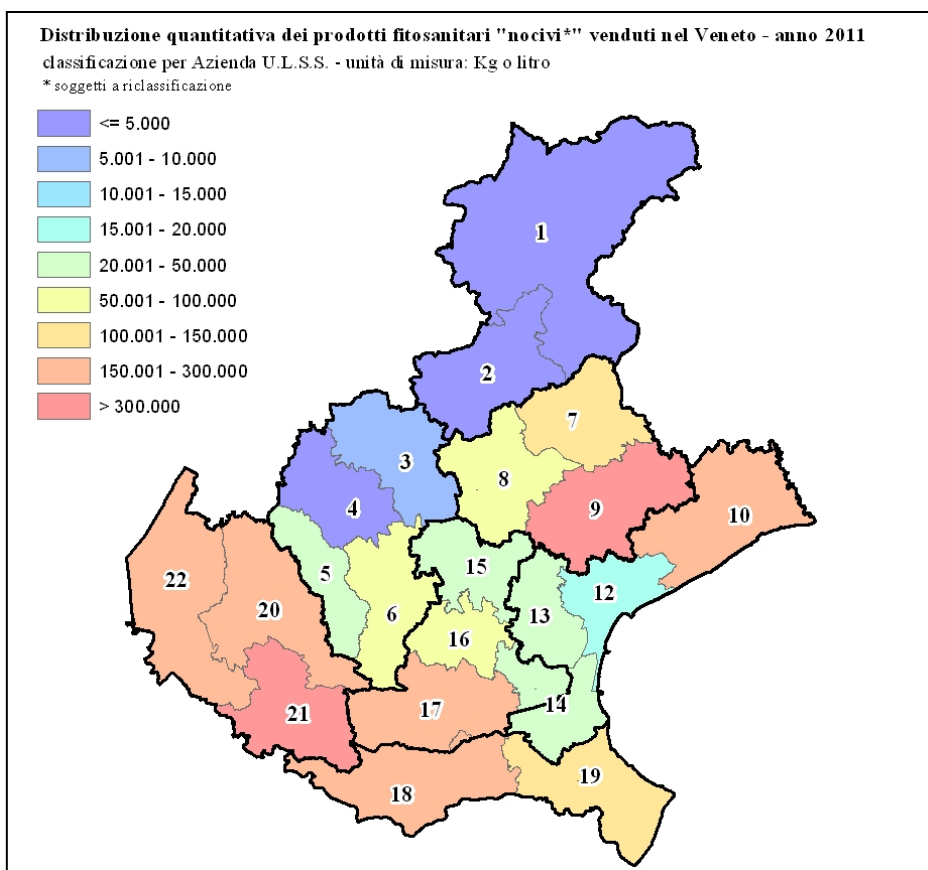 Distribuzione quantitativa dei prodotti fitosanitari "nocivi*" venduti nel Veneto - anno 2011
classificazione per Azienda U.L.S.S. - unità di misura: Kg o litro
* soggetti a riclassificazione
<= 5.000
5.001 - 10.000
10.001 - 15.000
15.001 - 20.000
20.001 - 50.000
50.001 - 100.000
100.001 - 150.000
150.001 - 300.000
> 300.000
1
2
7
3
8
4
9
10
15
5
22
12
20
6
13
16
14
17
21
19
18